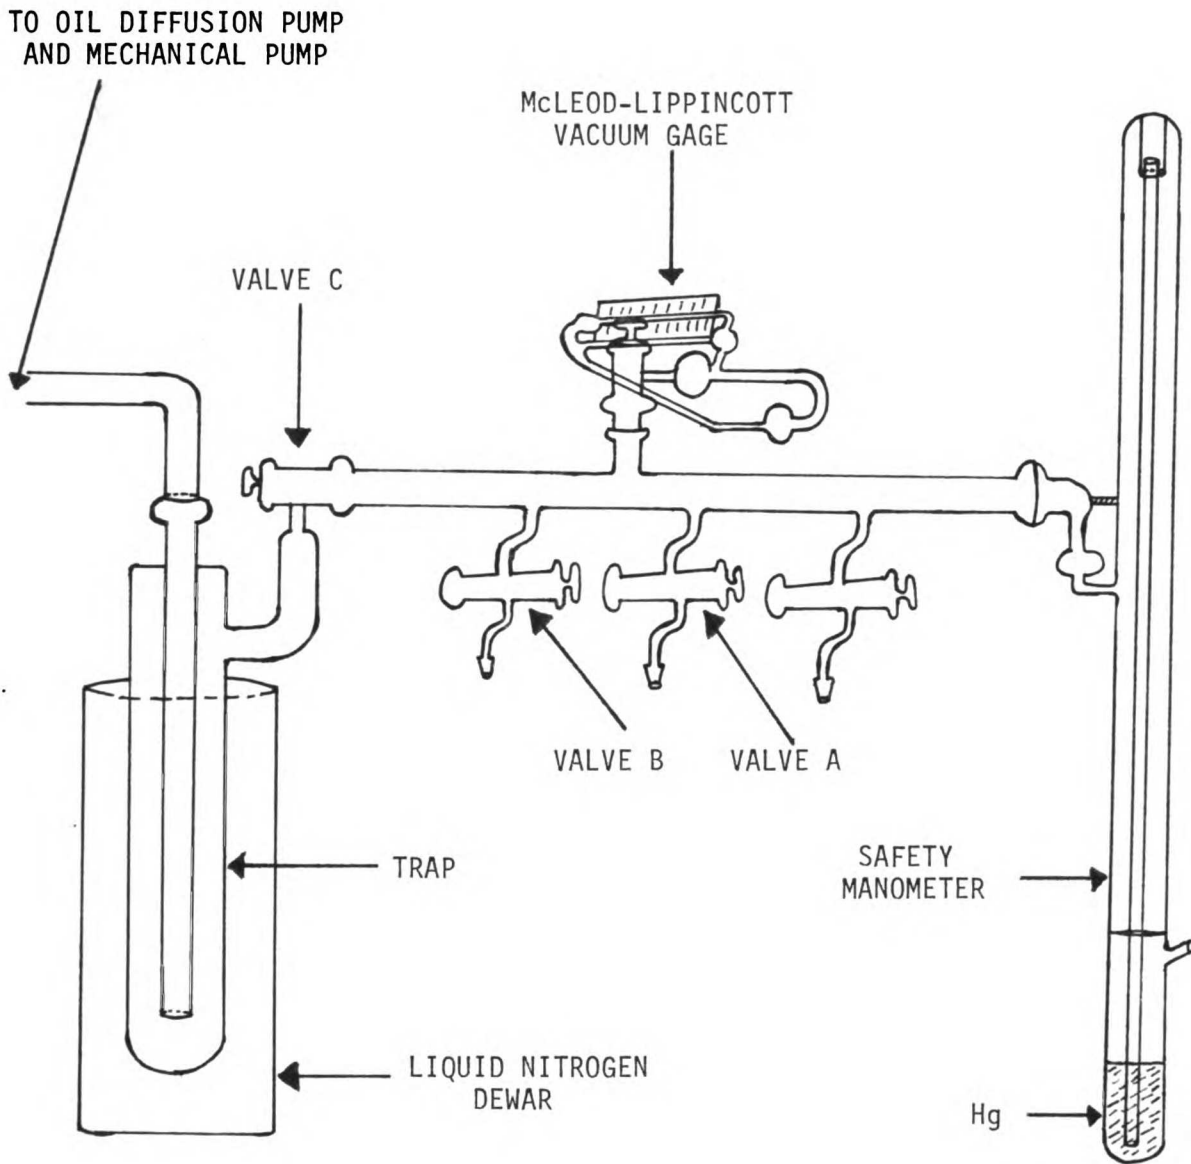 TO OIL DIFFUSION PUMP
AND MECHANICAL PUMP
McLEOD-LIPPINCOTT
VACUUM GAGE
VALVE C
VALVE B
VALVE A
TRAP
SAFETY
MANOMETER
LIQUID NITROGEN
DEWAR
Hg